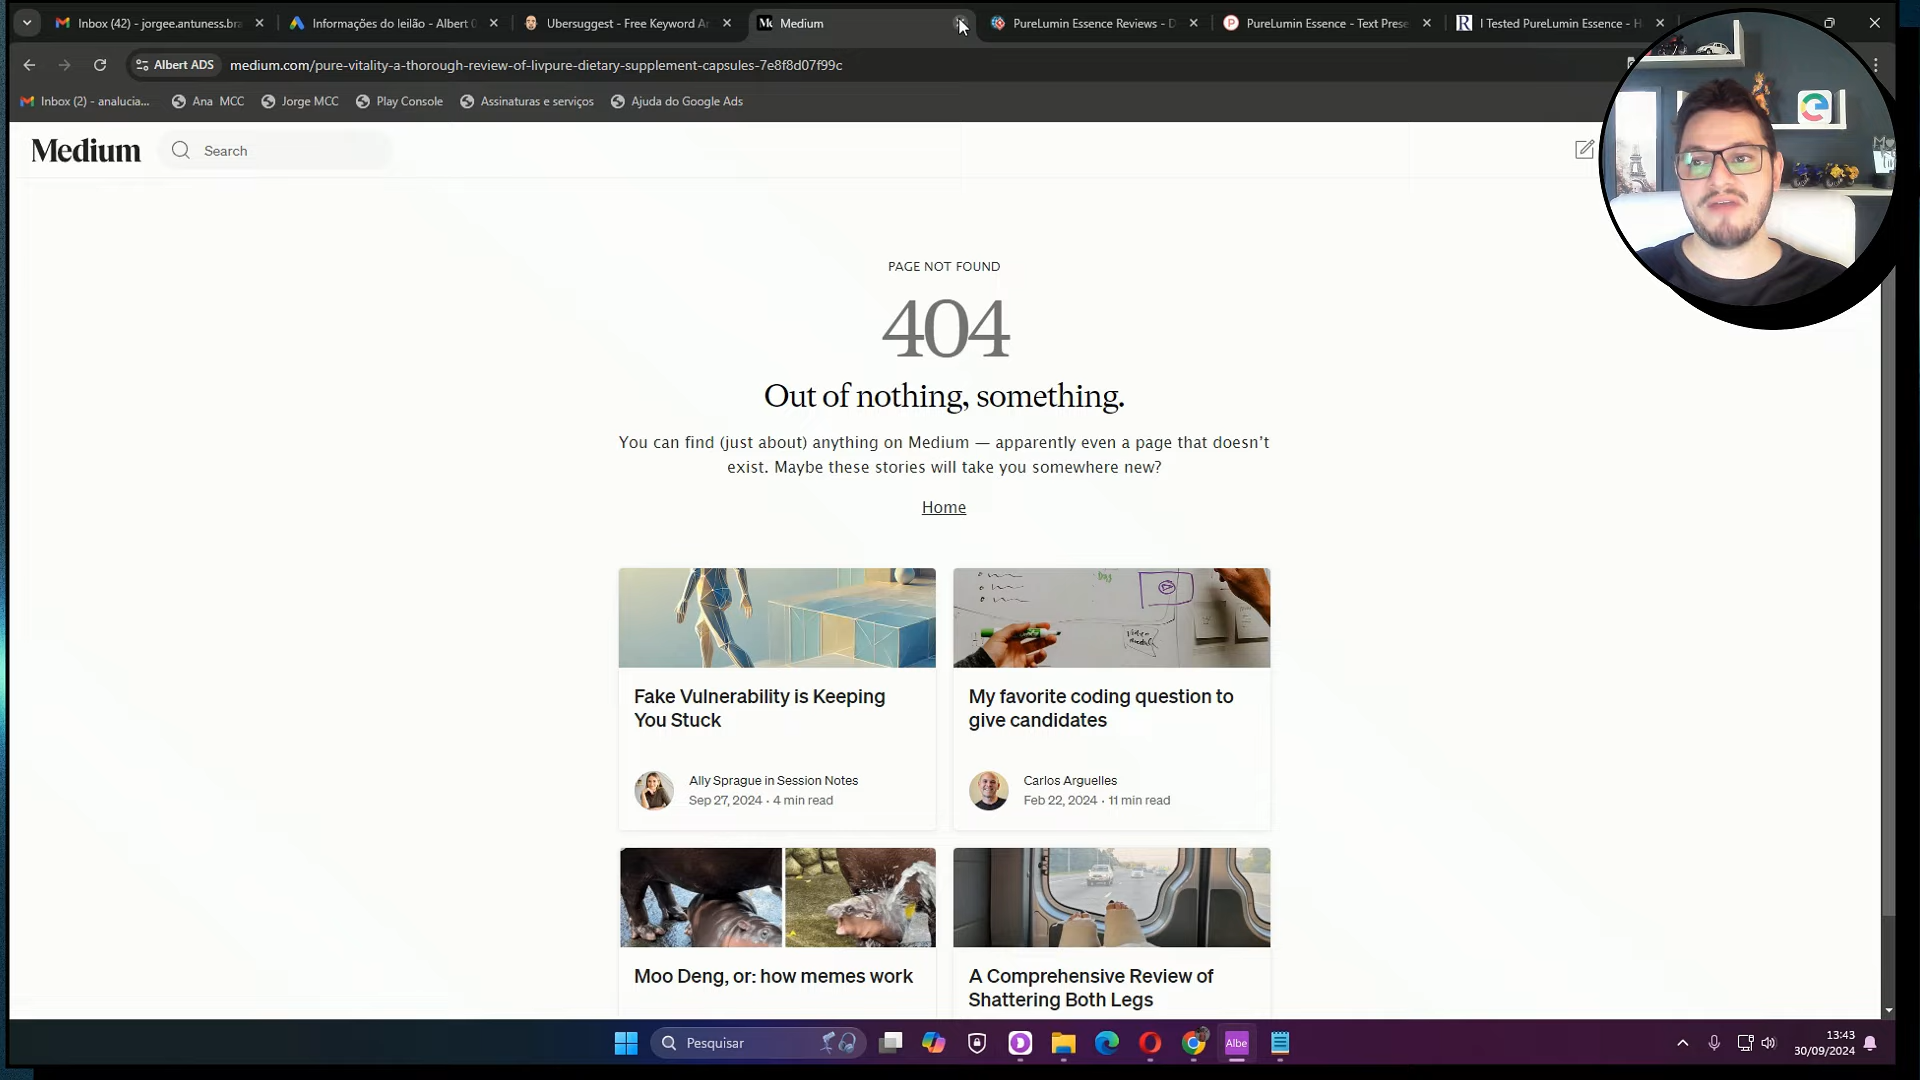 Inbox (42) - jorgee.antuness.bra
Informações do leilão - Albert
Ubersuggest - Free Keyword
Medium
PureLumin Essence Reviews - D
PureLumin Essence - Text Prese
I Tested PureLumin Essence - H
Albert ADS
medium.com/pure-vitality-a-thorough-review-of-livpure-dietary-supplement-capsules-7e8f8d07f99c
Inbox (2) - analucia...
Ana MCC
Jorge MCC
Play Console
Assinaturas e serviços
Ajuda do Google Ads
Medium
Search
PAGE NOT FOUND
404
Out of nothing, something.
You can find (just about) anything on Medium — apparently even a page that doesn’t
exist. Maybe these stories will take you somewhere new?
Home
Fake Vulnerability is Keeping
You Stuck
Ally Sprague in Session Notes
Sep 27, 2024 · 4 min read
My favorite coding question to
give candidates
Carlos Arguelles
Feb 22, 2024 · 11 min read
Moo Deng, or: how memes work
A Comprehensive Review of
Shattering Both Legs
Pesquisar
Albe
13:43
30/09/2024